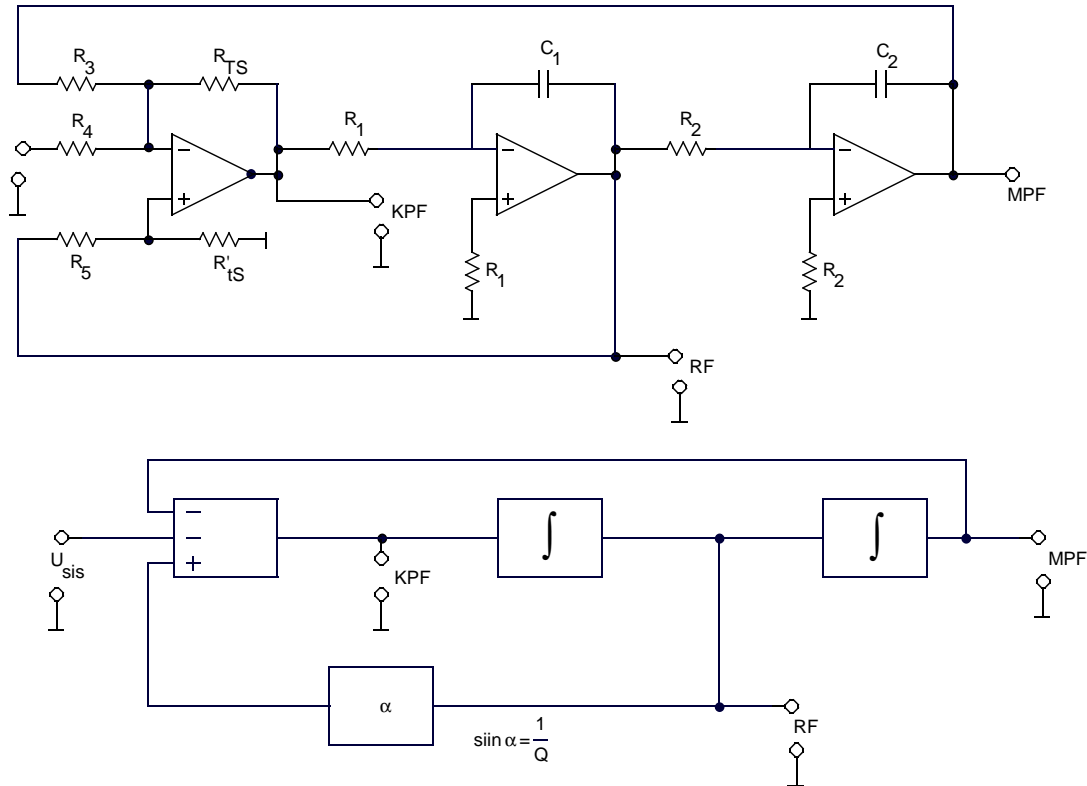 R3 RTS C1 C2
R4 R1 R2
− − −
+ + +
KPF MPF
R5 R'tS R1 R2
RF
−
− ∫ ∫
+
Usis KPF MPF
α
siin α = 1/Q
RF